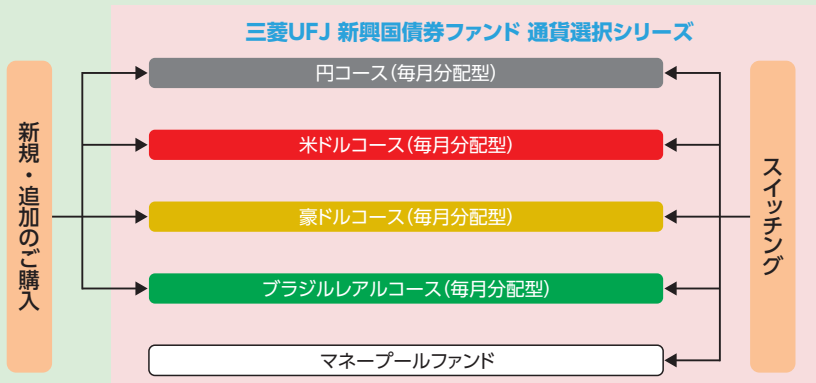 三菱UFJ 新興国債券ファンド 通貨選択シリーズ
新規・追加のご購入
円コース(毎月分配型)
米ドルコース(毎月分配型)
豪ドルコース(毎月分配型)
ブラジルレアルコース(毎月分配型)
マネープールファンド
スイッチング